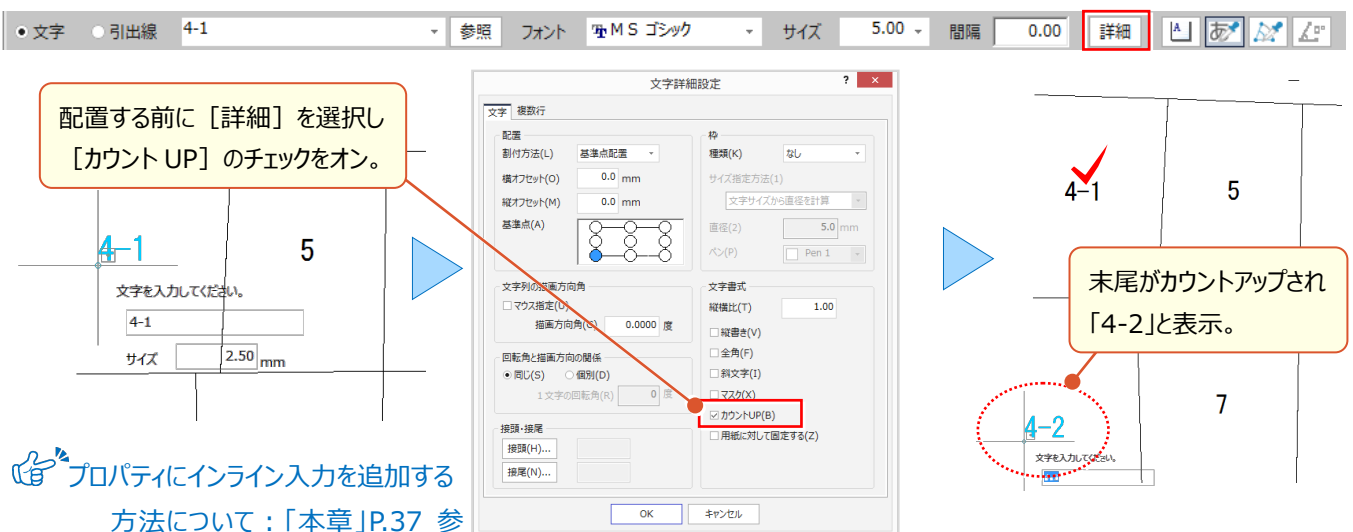 文字 引出線 4-1 参照 フォント MS ゴシック サイズ 5.00 間隔 0.00 詳細
配置する前に［詳細］を選択し
［カウント UP］のチェックをオン。
4-1
5
文字を入力してください。
4-1
サイズ 2.50 mm
プロパティにインライン入力を追加する
方法について：「本章」P.37 参
文字詳細設定 ? ×
文字 複数行
配置
割付方法(L) 基準点配置
横オフセット(O) 0.0 mm
縦オフセット(M) 0.0 mm
基準点(A)
文字列の描画方向角
マウス指定(U)
描画方向角(C) 0.0000 度
回転角と描画方向の関係
同じ(S) 個別(D)
1文字の回転角(R) 0 度
接頭・接尾
接頭(H)...
接尾(N)...
枠
種類(K) なし
サイズ指定方法(1)
文字サイズから直径を計算
直径(2) 5.0 mm
ペン(P) Pen 1
文字書式
縦横比(T) 1.00
縦書き(V)
全角(F)
斜文字(I)
マスク(X)
カウントUP(B)
用紙に対して固定する(Z)
OK キャンセル
4-1
5
末尾がカウントアップされ
「4-2」と表示。
7
4-2
文字を入力してください。